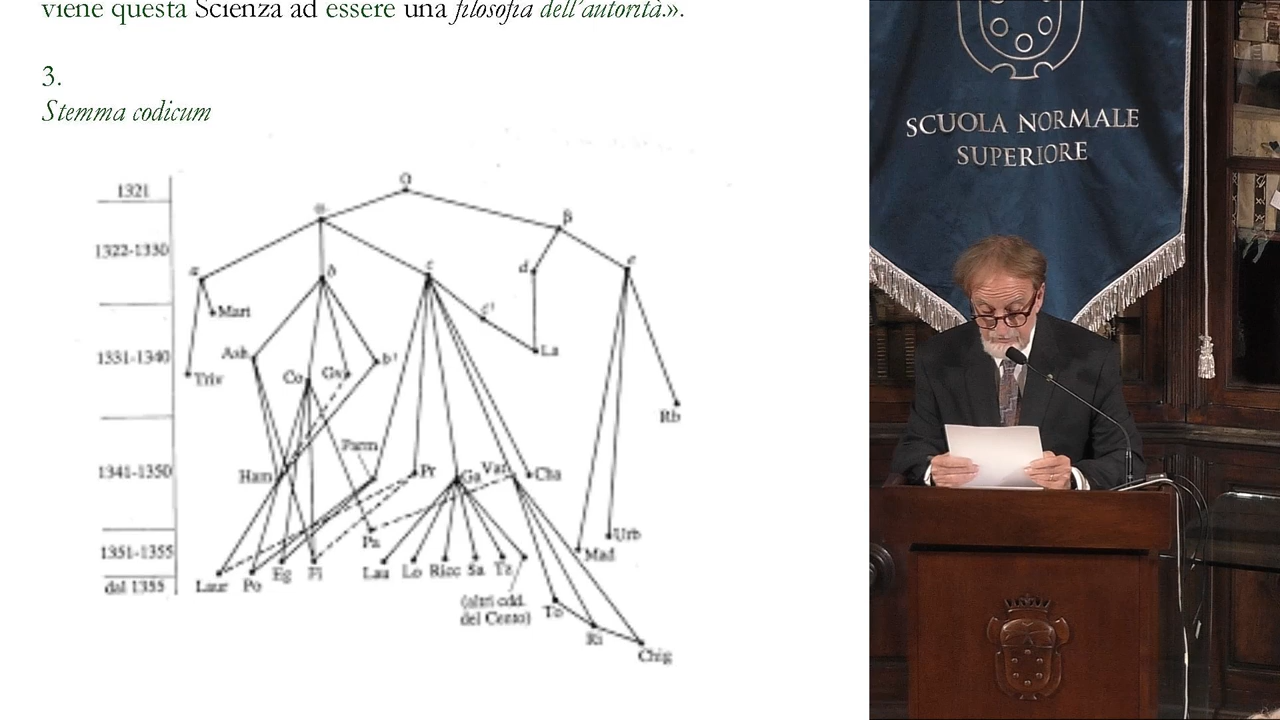 viene questa Scienza ad essere una filosofia dell'autorità.».
3.
Stemma codicum
O
1321
α
β
1322-1330
a
b
c
d
e
Mart
c¹
1331-1340
Ash
b¹
La
Triv
Co
Gv
Rb
Parm
1341-1350
Ham
Pr
Ga
Vat
Cha
Urb
Pa
1351-1355
Mad
dal 1355
Laur
Po
Eg
Fi
Lau
Lo
Ricc
Sa
Tz
(altri cdd.
del Cento)
To
Ri
Chig
SCUOLA NORMALE
SUPERIORE